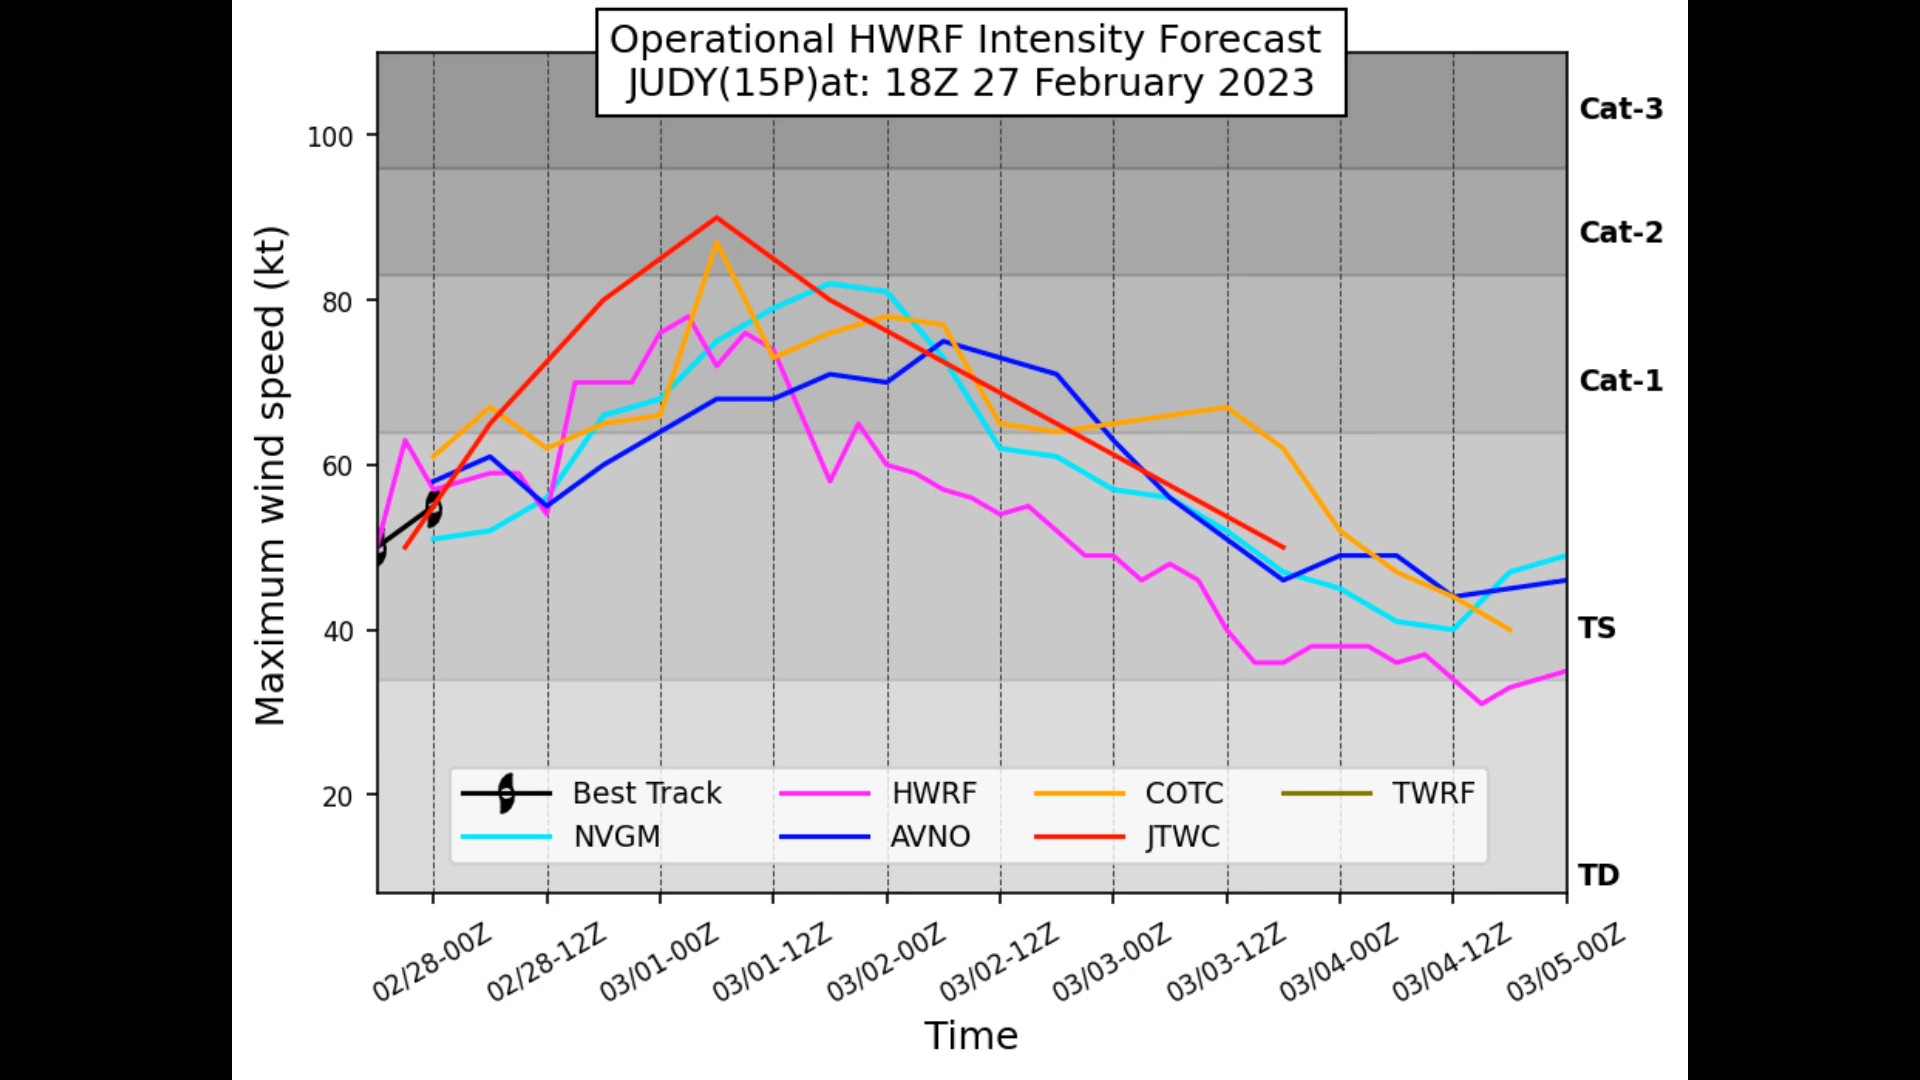 Operational HWRF Intensity Forecast
JUDY(15P)at: 18Z 27 February 2023
Maximum wind speed (kt)
100
80
60
40
20
Cat-3
Cat-2
Cat-1
TS
TD
Best Track
HWRF
COTC
TWRF
NVGM
AVNO
JTWC
02/28-00Z
02/28-12Z
03/01-00Z
03/01-12Z
03/02-00Z
03/02-12Z
03/03-00Z
03/03-12Z
03/04-00Z
03/04-12Z
03/05-00Z
Time